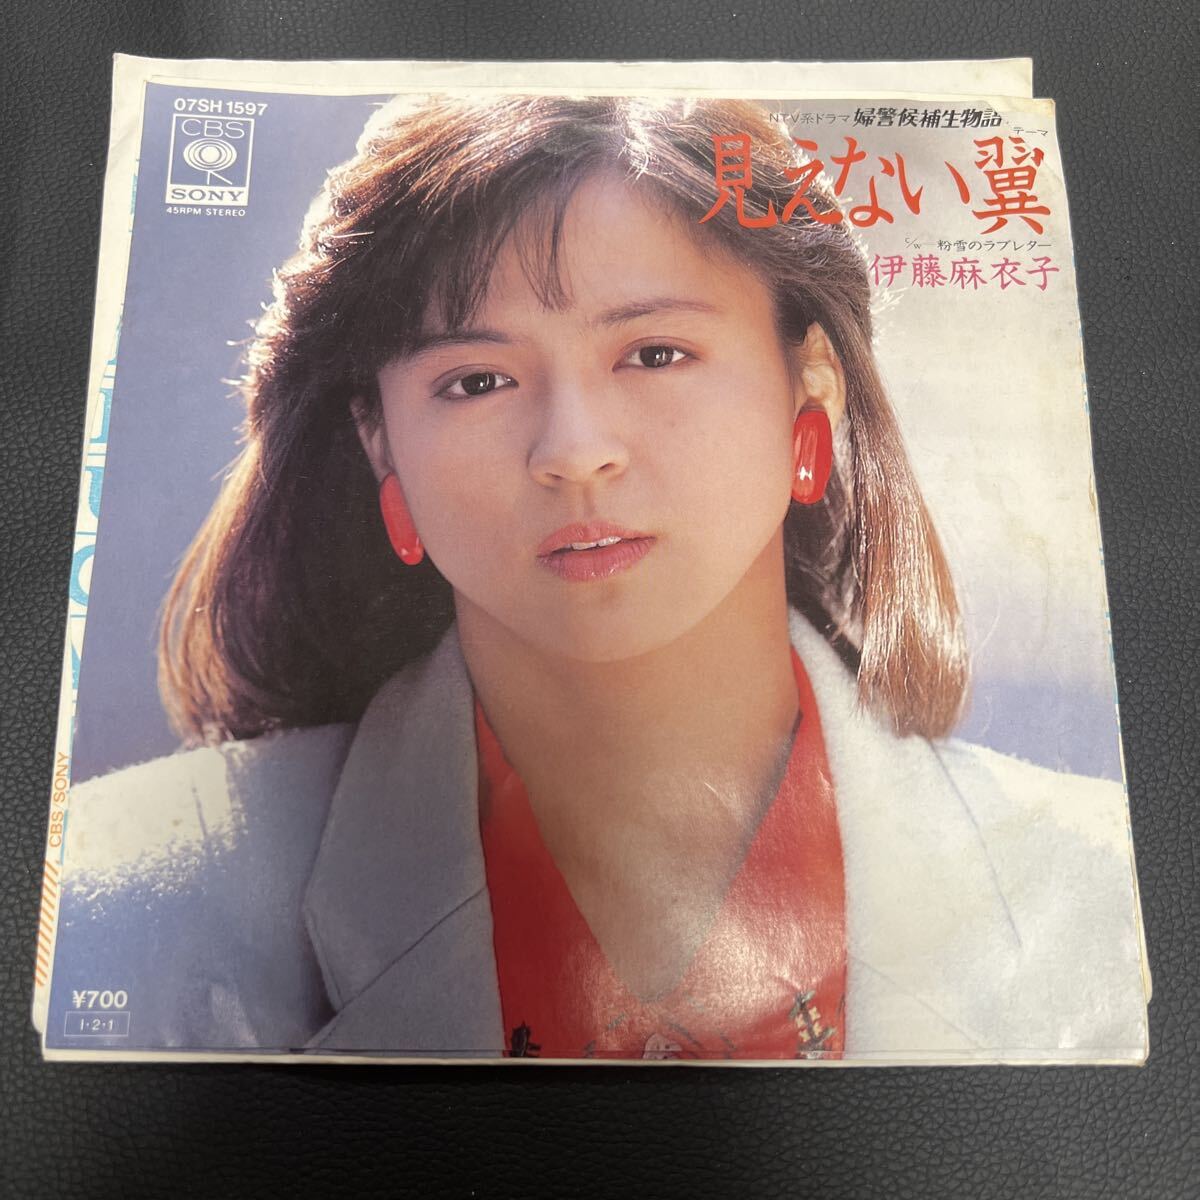 07SH 1597
CBS
SONY
45RPM STEREO
NTV系ドラマ 婦警候補生物語 テーマ
見えない翼
c/w 粉雪のラブレター
伊藤麻衣子
CBS/SONY
¥700
1・2・1